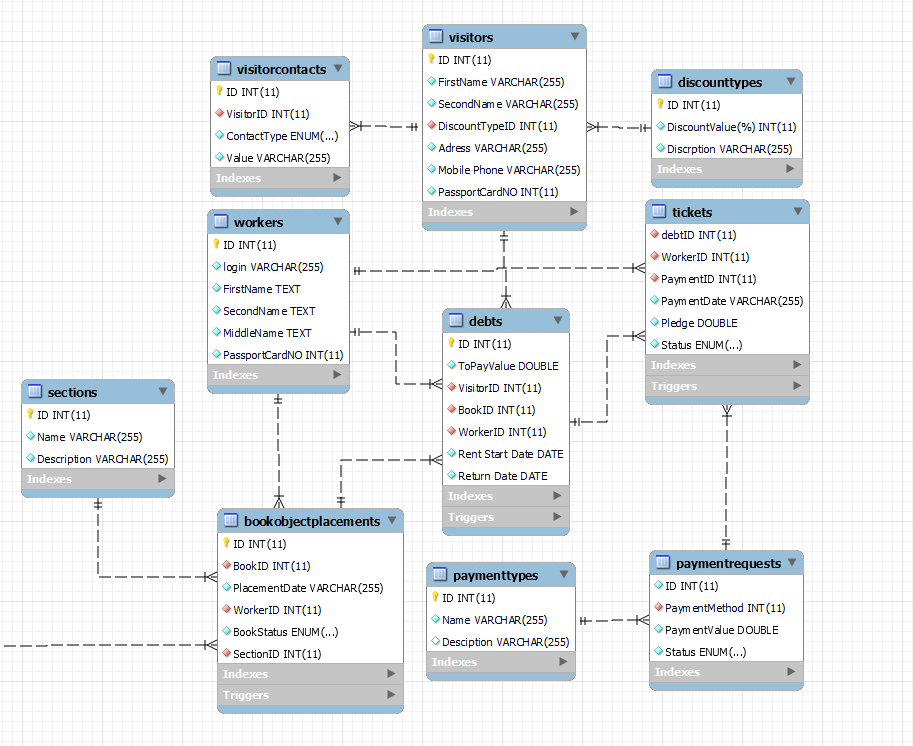 visitorcontacts
ID INT(11)
VisitorID INT(11)
ContactType ENUM(...)
Value VARCHAR(255)
Indexes
visitors
ID INT(11)
FirstName VARCHAR(255)
SecondName VARCHAR(255)
DiscountTypeID INT(11)
Adress VARCHAR(255)
Mobile Phone VARCHAR(255)
PassportCardNO INT(11)
Indexes
discounttypes
ID INT(11)
DiscountValue(%) INT(11)
Discrption VARCHAR(255)
Indexes
workers
ID INT(11)
login VARCHAR(255)
FirstName TEXT
SecondName TEXT
MiddleName TEXT
PassportCardNO INT(11)
Indexes
tickets
debtID INT(11)
WorkerID INT(11)
PaymentID INT(11)
PaymentDate VARCHAR(255)
Pledge DOUBLE
Status ENUM(...)
Indexes
Triggers
debts
ID INT(11)
ToPayValue DOUBLE
VisitorID INT(11)
BookID INT(11)
WorkerID INT(11)
Rent Start Date DATE
Return Date DATE
Indexes
Triggers
sections
ID INT(11)
Name VARCHAR(255)
Description VARCHAR(255)
Indexes
bookobjectplacements
ID INT(11)
BookID INT(11)
PlacementDate VARCHAR(255)
WorkerID INT(11)
BookStatus ENUM(...)
SectionID INT(11)
Indexes
Triggers
paymenttypes
ID INT(11)
Name VARCHAR(255)
Desciption VARCHAR(255)
Indexes
paymentrequests
ID INT(11)
PaymentMethod INT(11)
PaymentValue DOUBLE
Status ENUM(...)
Indexes